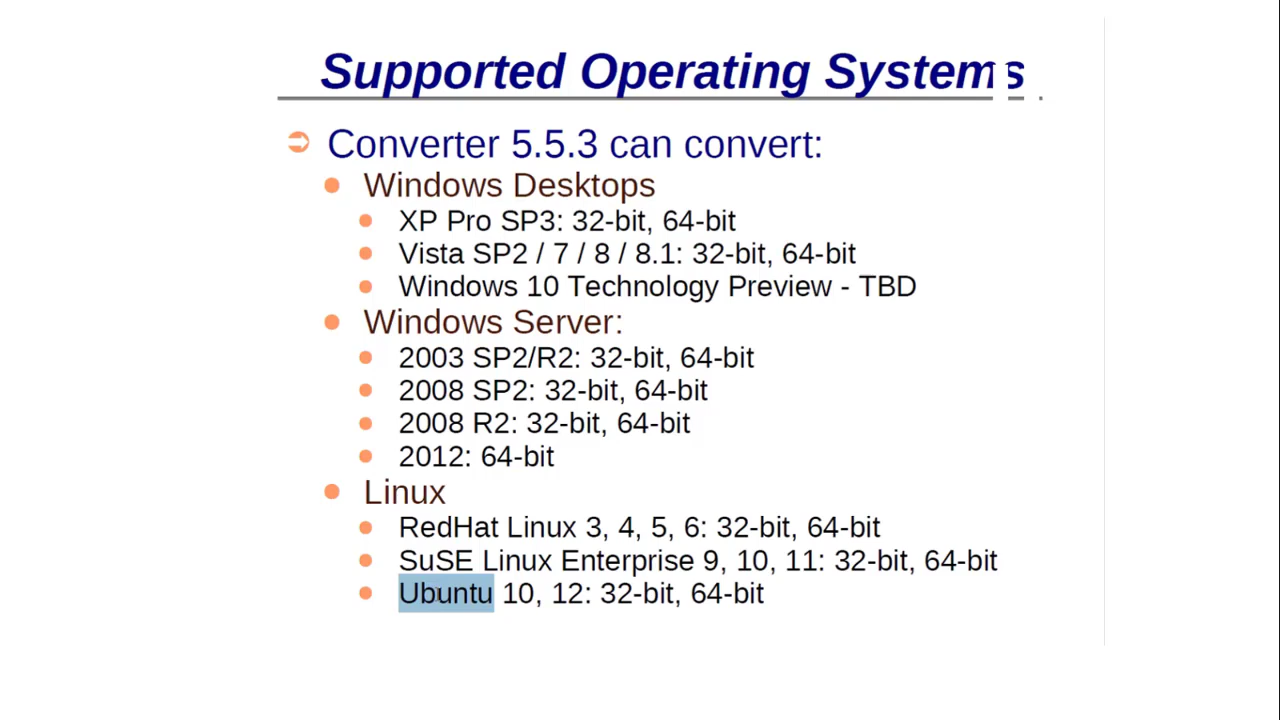 Supported Operating Systems
Converter 5.5.3 can convert:
Windows Desktops
XP Pro SP3: 32-bit, 64-bit
Vista SP2 / 7 / 8 / 8.1: 32-bit, 64-bit
Windows 10 Technology Preview - TBD
Windows Server:
2003 SP2/R2: 32-bit, 64-bit
2008 SP2: 32-bit, 64-bit
2008 R2: 32-bit, 64-bit
2012: 64-bit
Linux
RedHat Linux 3, 4, 5, 6: 32-bit, 64-bit
SuSE Linux Enterprise 9, 10, 11: 32-bit, 64-bit
Ubuntu 10, 12: 32-bit, 64-bit